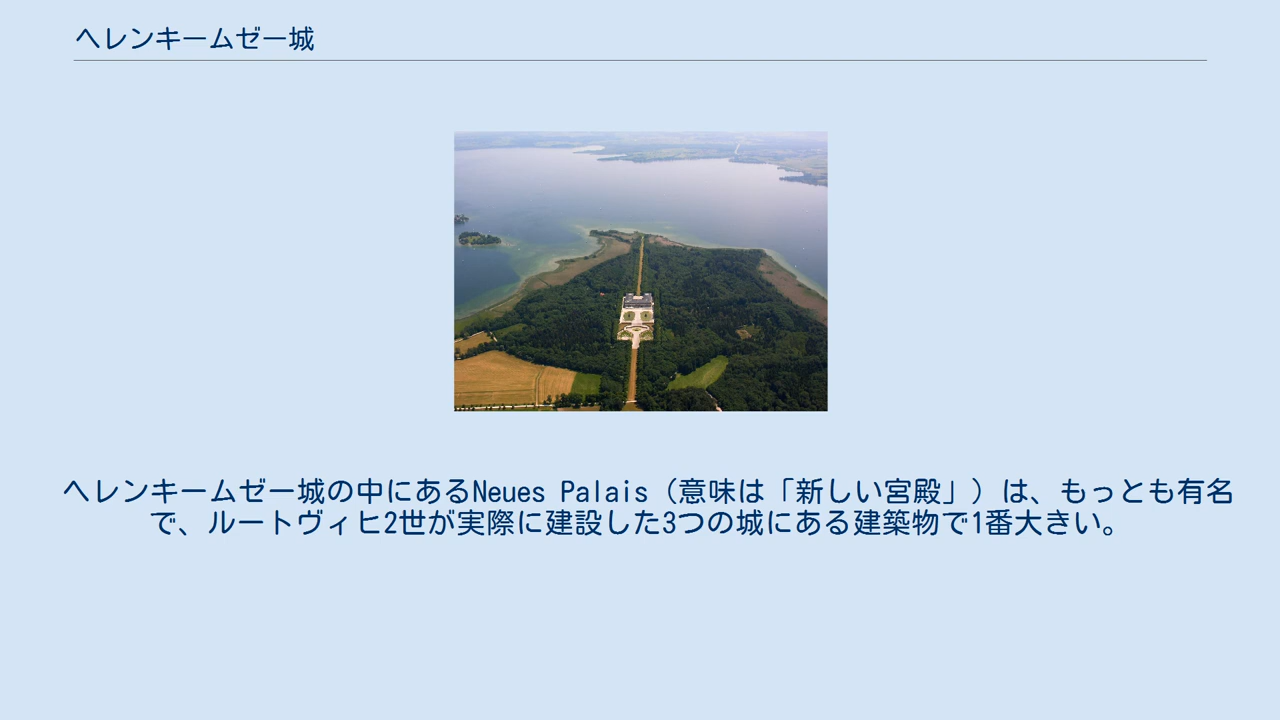 ヘレンキームゼー城
ヘレンキームゼー城の中にあるNeues Palais（意味は「新しい宮殿」）は、もっとも有名
で、ルートヴィヒ2世が実際に建設した3つの城にある建築物で1番大きい。